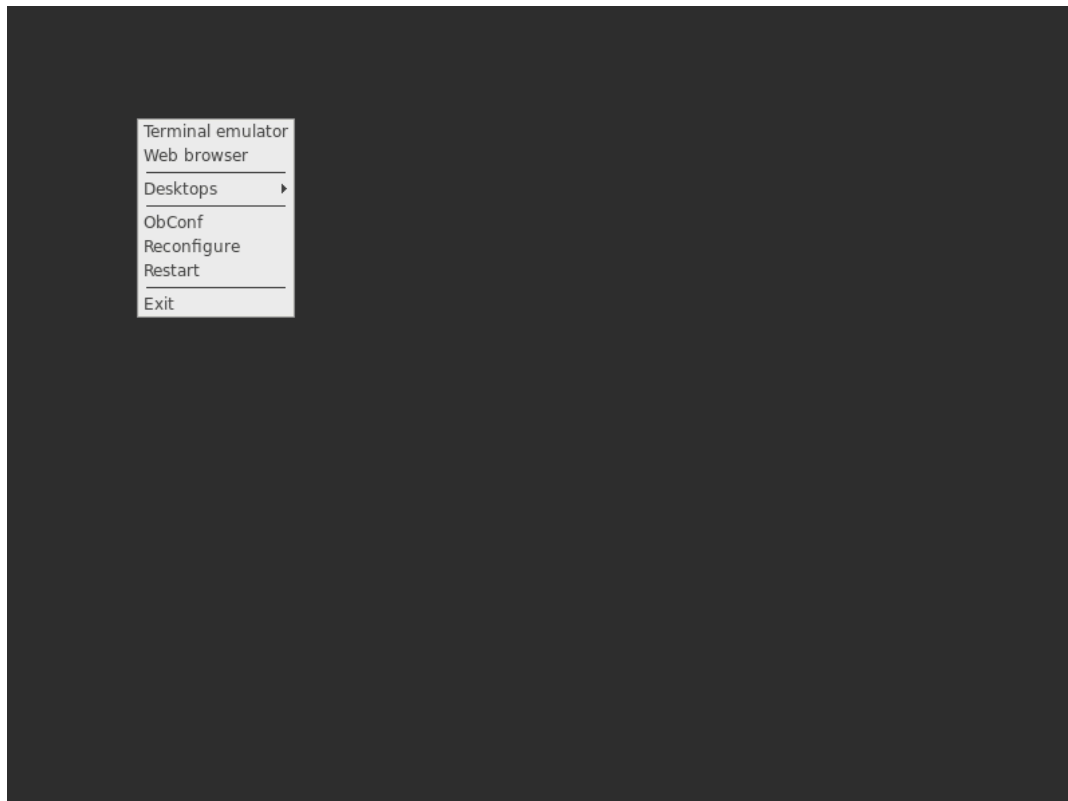 Terminal emulator
Web browser
Desktops
ObConf
Reconfigure
Restart
Exit